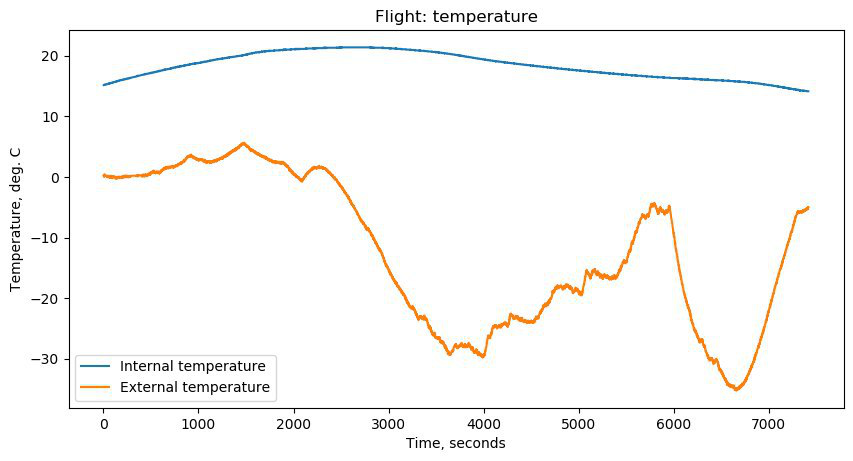 Flight: temperature
Temperature, deg. C
20
10
0
−10
−20
−30
Internal temperature
External temperature
0 1000 2000 3000 4000 5000 6000 7000
Time, seconds